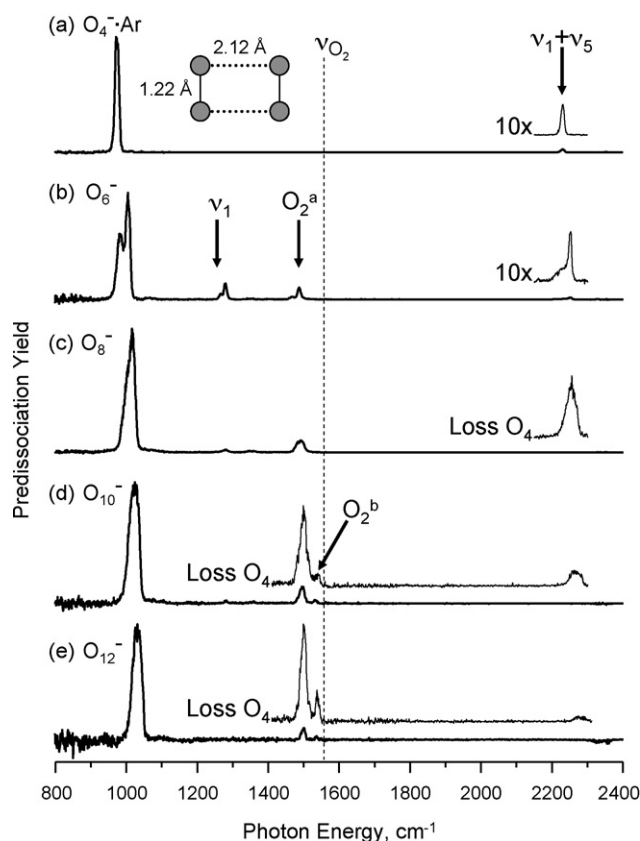 (a) O₄⁻·Ar
2.12 Å
1.22 Å
ν_O₂
ν₁+ν₅
10x
(b) O₆⁻
ν₁
O₂ᵃ
10x
(c) O₈⁻
Loss O₄
(d) O₁₀⁻
O₂ᵇ
Loss O₄
(e) O₁₂⁻
Loss O₄
Predissociation Yield
800 1000 1200 1400 1600 1800 2000 2200 2400
Photon Energy, cm⁻¹